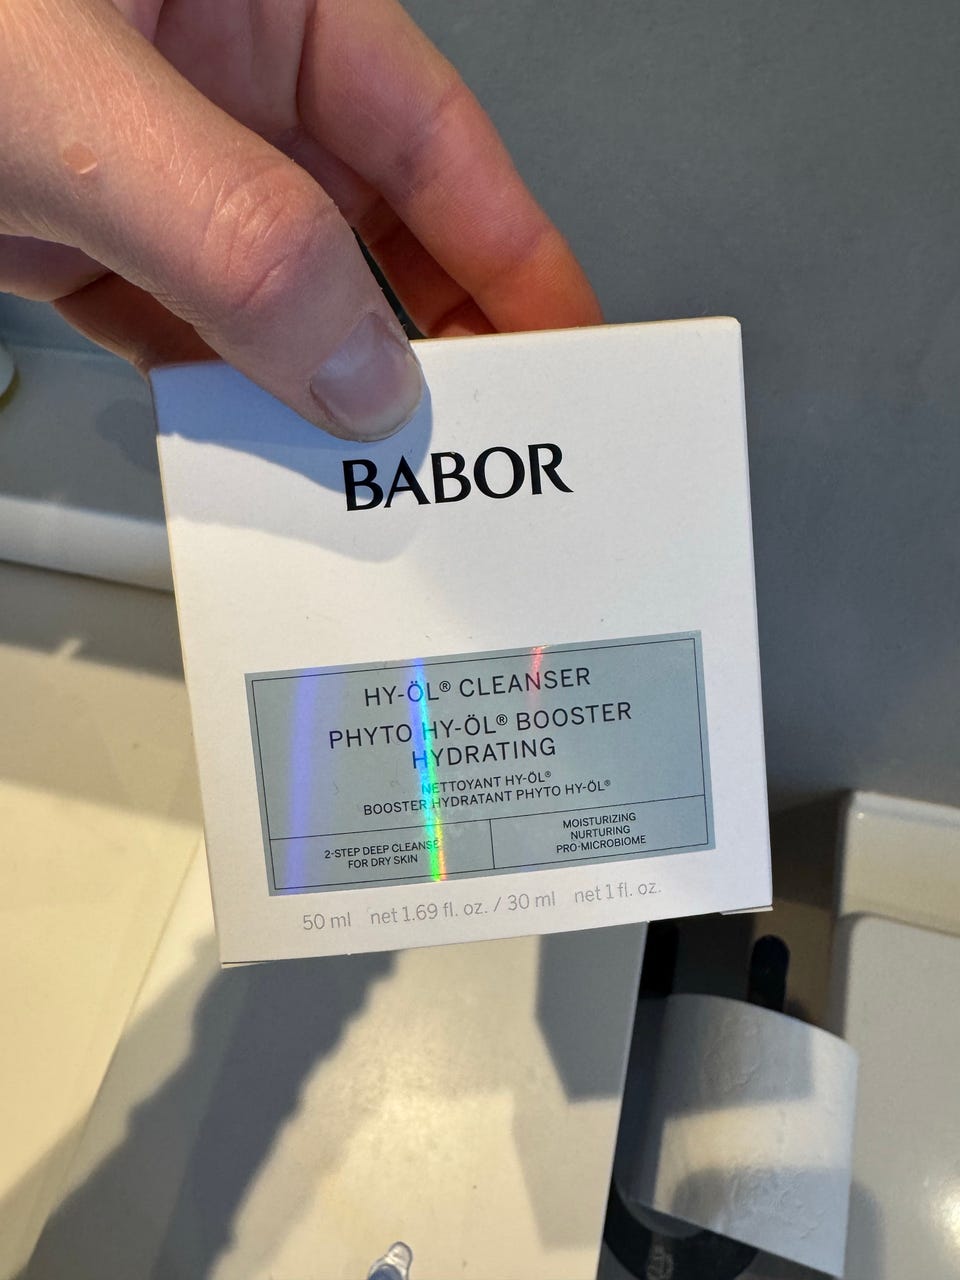 BABOR
HY-ÖL® CLEANSER
PHYTO HY-ÖL® BOOSTER
HYDRATING
NETTOYANT HY-ÖL®
BOOSTER HYDRATANT PHYTO HY-ÖL®
2-STEP DEEP CLEANSE
FOR DRY SKIN
MOISTURIZING
NURTURING
PRO-MICROBIOME
50 ml net 1.69 fl. oz. / 30 ml net 1 fl. oz.